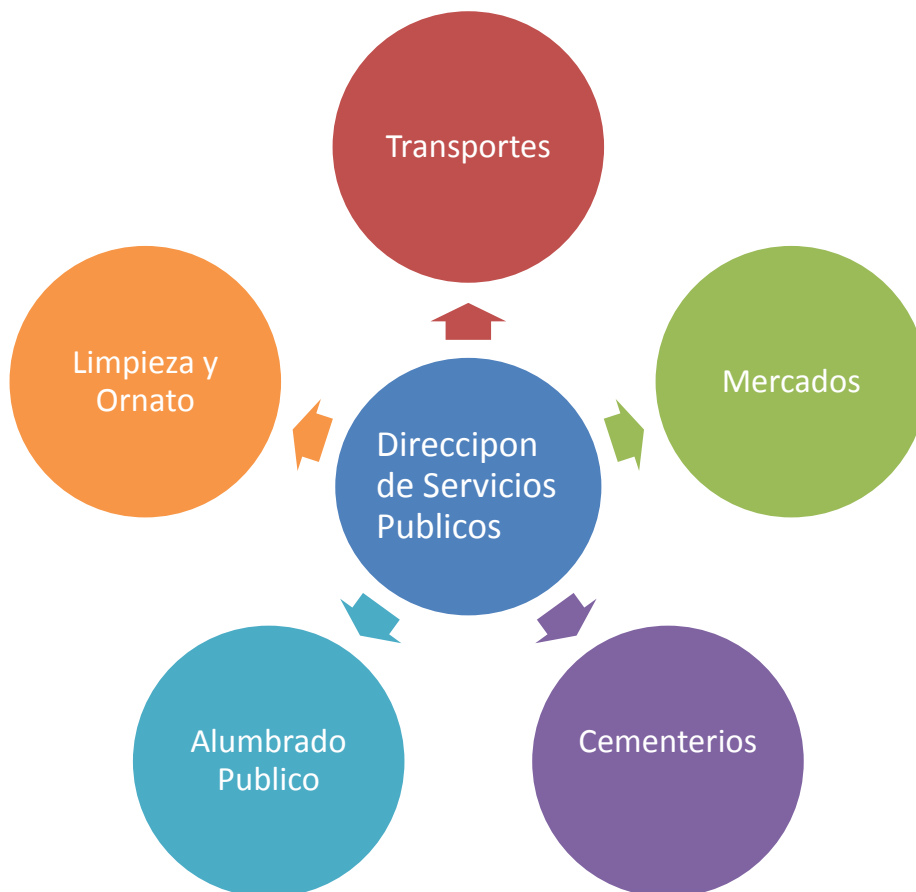 Transportes
Limpieza y
Ornato
Mercados
Direccipon
de Servicios
Publicos
Alumbrado
Publico
Cementerios